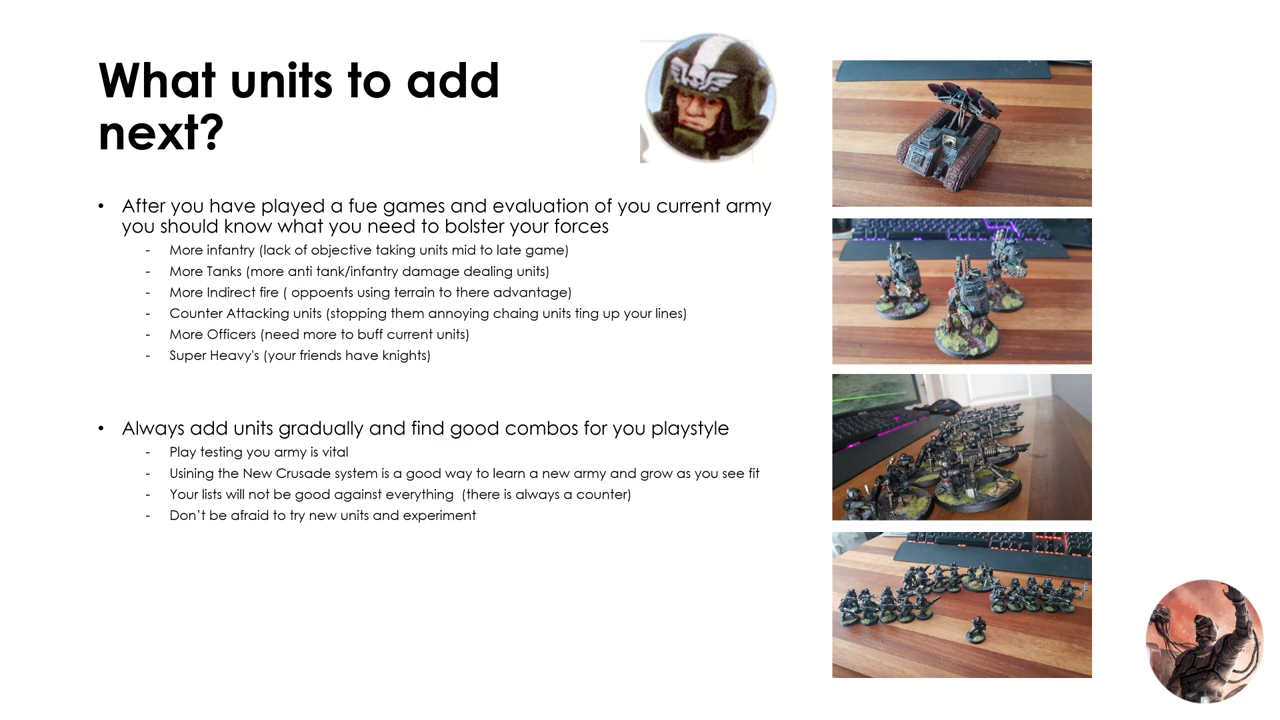 What units to add
next?
• After you have played a fue games and evaluation of you current army
you should know what you need to bolster your forces
- More infantry (lack of objective taking units mid to late game)
- More Tanks (more anti tank/infantry damage dealing units)
- More Indirect fire ( oppoents using terrain to there advantage)
- Counter Attacking units (stopping them annoying chaing units ting up your lines)
- More Officers (need more to buff current units)
- Super Heavy's (your friends have knights)
• Always add units gradually and find good combos for you playstyle
- Play testing you army is vital
- Usining the New Crusade system is a good way to learn a new army and grow as you see fit
- Your lists will not be good against everything  (there is always a counter)
- Don't be afraid to try new units and experiment